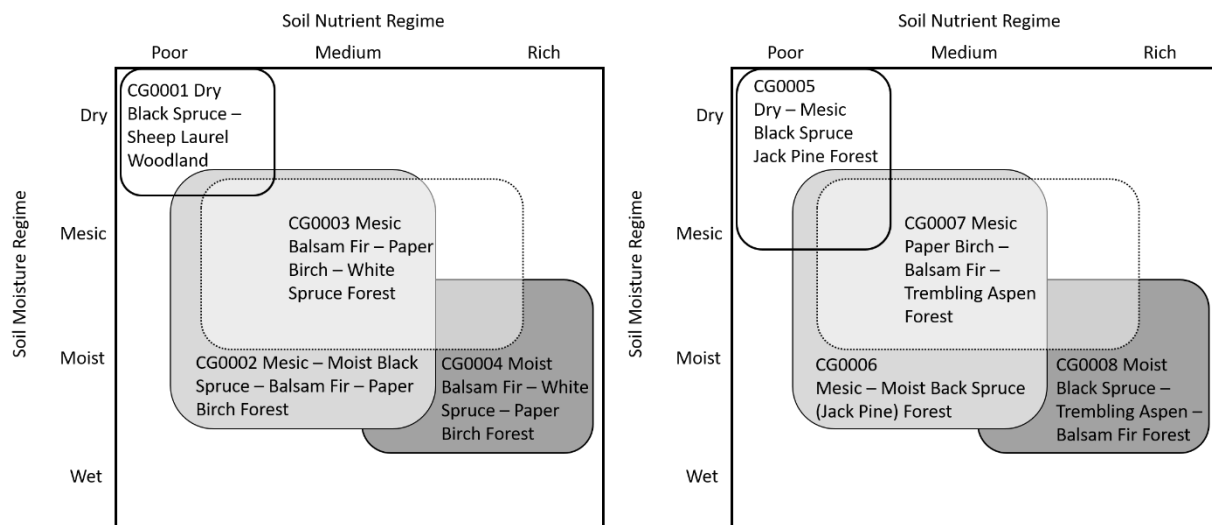 Soil Nutrient Regime
Poor
Medium
Rich
Soil Moisture Regime
Dry
Mesic
Moist
Wet
CG0001 Dry
Black Spruce –
Sheep Laurel
Woodland
CG0003 Mesic
Balsam Fir – Paper
Birch – White
Spruce Forest
CG0002 Mesic – Moist Black
Spruce – Balsam Fir – Paper
Birch Forest
CG0004 Moist
Balsam Fir – White
Spruce – Paper
Birch Forest
Soil Nutrient Regime
Poor
Medium
Rich
Soil Moisture Regime
Dry
Mesic
Moist
Wet
CG0005
Dry – Mesic
Black Spruce
Jack Pine Forest
CG0007 Mesic
Paper Birch –
Balsam Fir –
Trembling Aspen
Forest
CG0006
Mesic – Moist Back Spruce
(Jack Pine) Forest
CG0008 Moist
Black Spruce –
Trembling Aspen –
Balsam Fir Forest